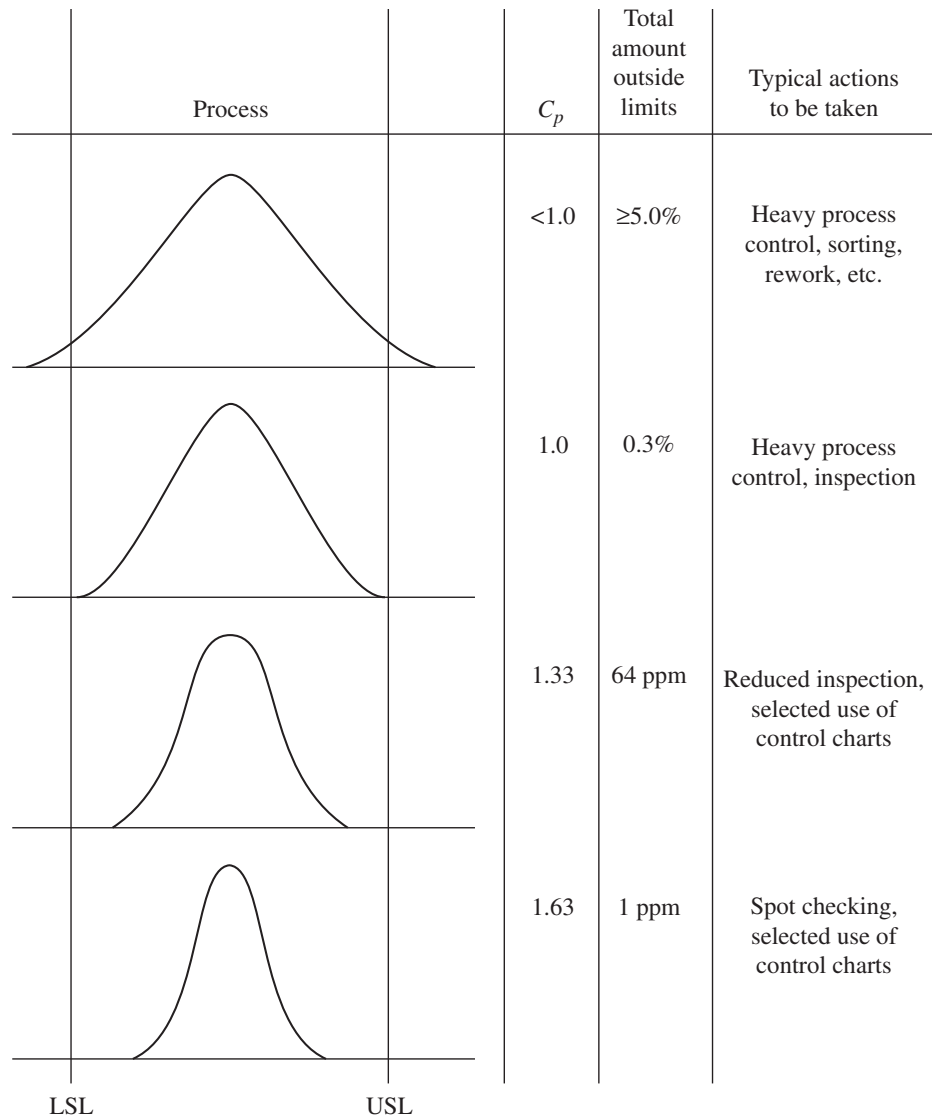 Process
C_p
Total
amount
outside
limits
Typical actions
to be taken
<1.0
≥5.0%
Heavy process
control, sorting,
rework, etc.
1.0
0.3%
Heavy process
control, inspection
1.33
64 ppm
Reduced inspection,
selected use of
control charts
1.63
1 ppm
Spot checking,
selected use of
control charts
LSL
USL